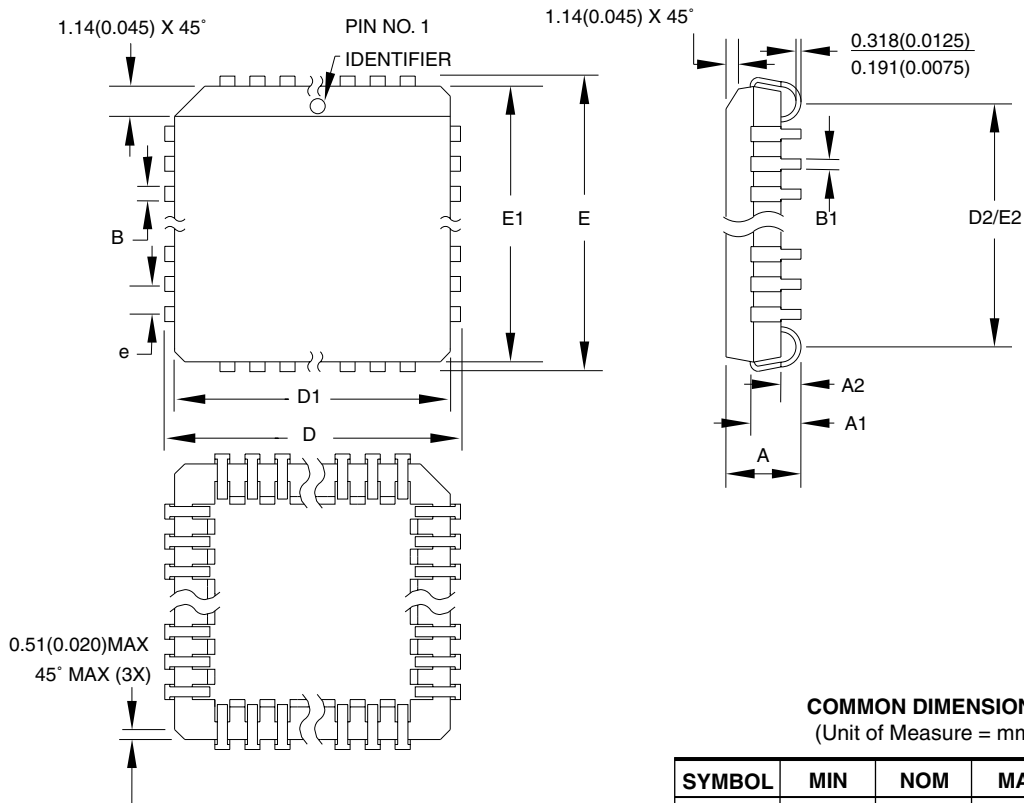 1.14(0.045) X 45˚
PIN NO. 1
IDENTIFIER
1.14(0.045) X 45˚
0.318(0.0125)
0.191(0.0075)
B
e
E1
E
B1
D2/E2
D1
D
A2
A1
A
0.51(0.020)MAX
45˚ MAX (3X)
COMMON DIMENSION
(Unit of Measure = mm
SYMBOL MIN NOM MA